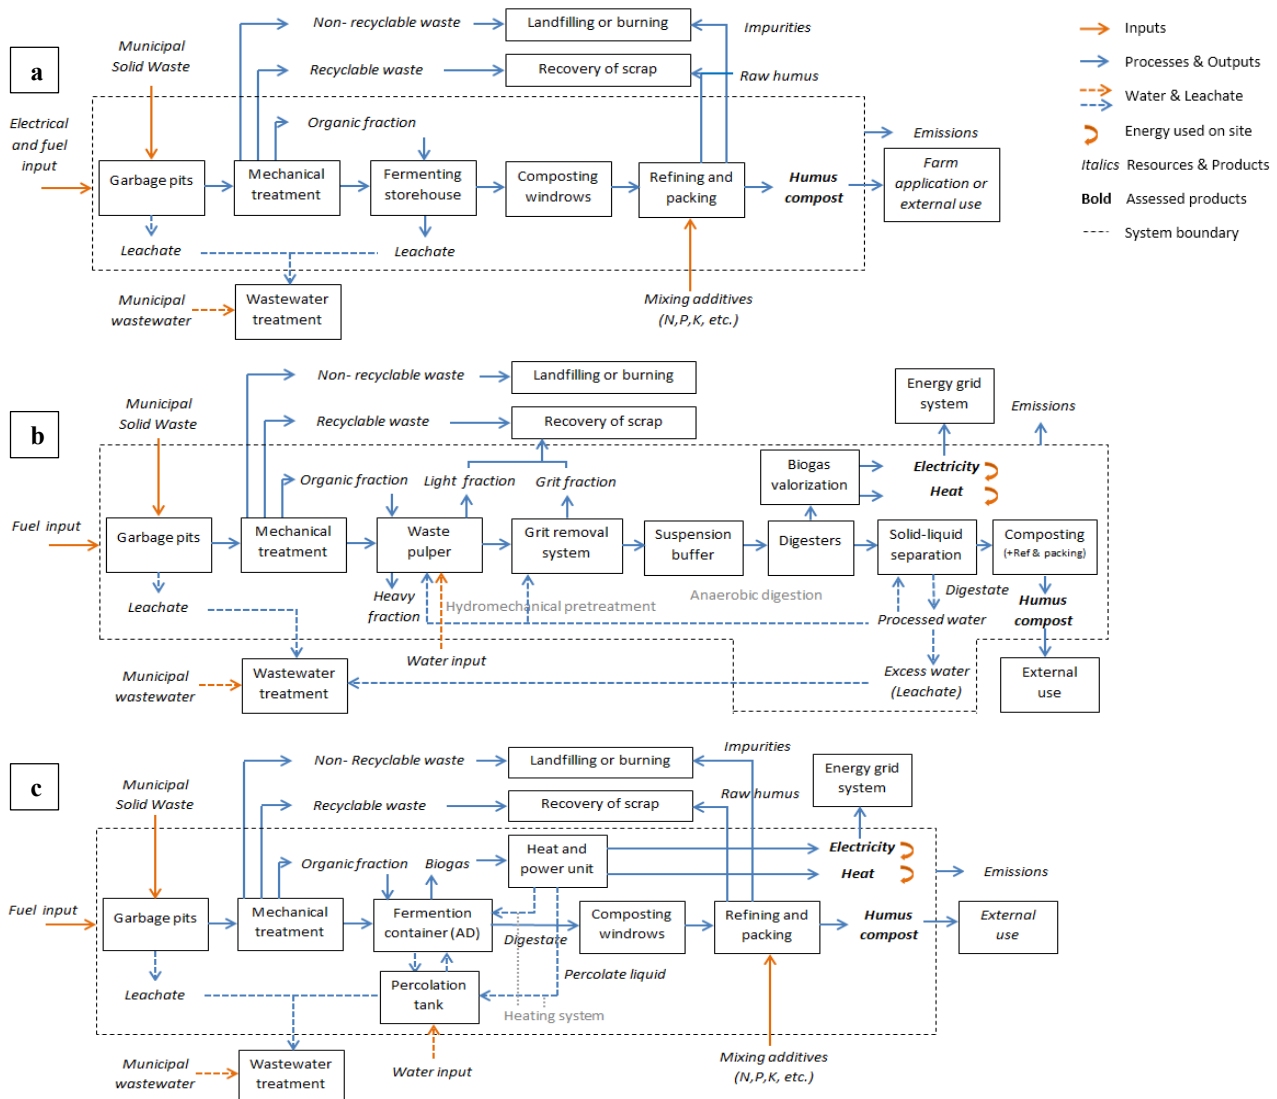 a
Municipal
Solid Waste
Electrical
and fuel
input
Non- recyclable waste
Landfilling or burning
Impurities
Recyclable waste
Recovery of scrap
Raw humus
Organic fraction
Garbage pits
Mechanical
treatment
Fermenting
storehouse
Composting
windrows
Refining and
packing
Humus
compost
Emissions
Farm
application or
external use
Leachate
Leachate
Municipal
wastewater
Wastewater
treatment
Mixing additives
(N,P,K, etc.)
Inputs
Processes & Outputs
Water & Leachate
Energy used on site
Italics Resources & Products
Bold Assessed products
System boundary
b
Municipal
Solid Waste
Fuel input
Non- recyclable waste
Landfilling or burning
Recyclable waste
Recovery of scrap
Energy grid
system
Emissions
Organic fraction
Light fraction
Grit fraction
Biogas
valorization
Electricity
Heat
Garbage pits
Mechanical
treatment
Waste
pulper
Grit removal
system
Suspension
buffer
Digesters
Solid-liquid
separation
Composting
(+Ref & packing)
Leachate
Heavy
fraction
Hydromechanical pretreatment
Anaerobic digestion
Digestate
Processed water
Humus
compost
Water input
Municipal
wastewater
Wastewater
treatment
Excess water
(Leachate)
External
use
c
Municipal
Solid Waste
Fuel input
Non- Recyclable waste
Landfilling or burning
Impurities
Recyclable waste
Recovery of scrap
Raw humus
Energy grid
system
Organic fraction
Biogas
Heat and
power unit
Electricity
Heat
Emissions
Garbage pits
Mechanical
treatment
Fermention
container (AD)
Digestate
Composting
windrows
Refining and
packing
Humus
compost
External
use
Leachate
Percolation
tank
Percolate liquid
Heating system
Municipal
wastewater
Wastewater
treatment
Water input
Mixing additives
(N,P,K, etc.)